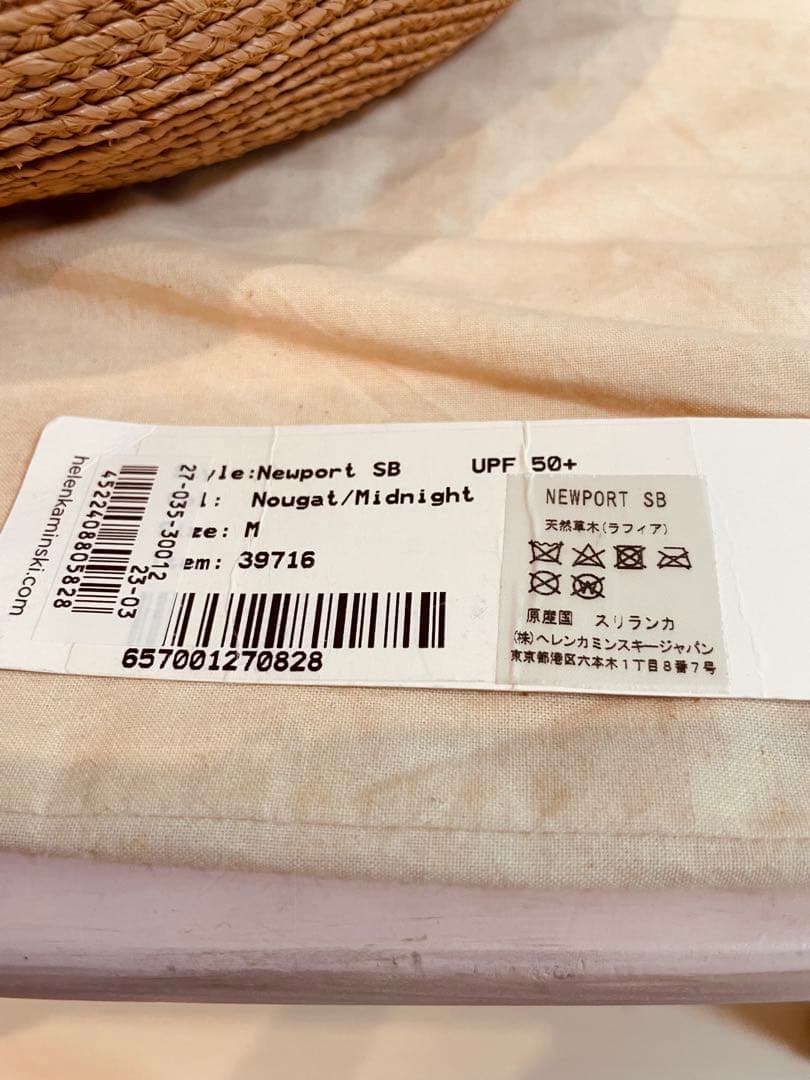 helenkaminski.com
4522408805828
27-035-30012
23-03
yle:Newport SB
UPF 50+
l: Nougat/Midnight
ze: M
em: 39716
657001270828
NEWPORT SB
天然草木(ラフィア)
原産国 スリランカ
(株)ヘレンカミンスキージャパン
東京都港区六本木1丁目8番7号